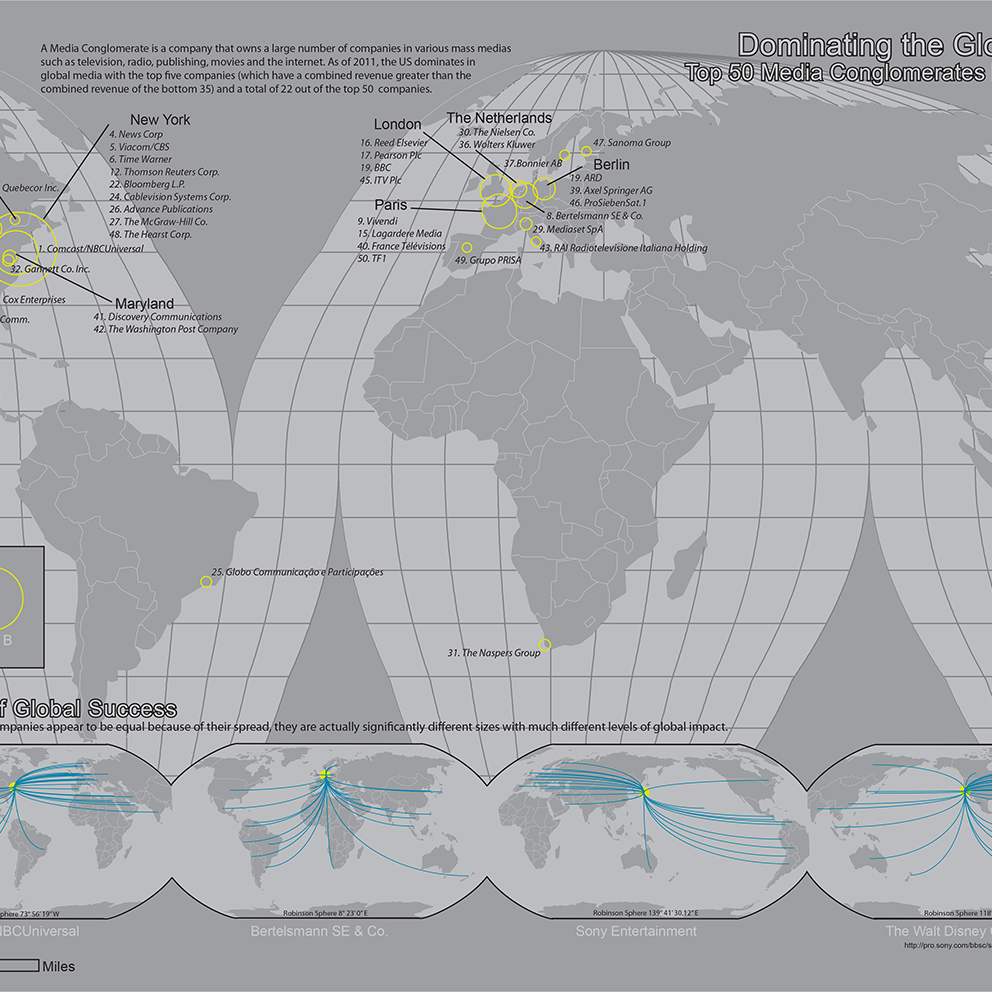 Dominating the Glo
Top 50 Media Conglomerates
A Media Conglomerate is a company that owns a large number of companies in various mass medias
such as television, radio, publishing, movies and the internet. As of 2011, the US dominates in
global media with the top five companies (which have a combined revenue greater than the
combined revenue of the bottom 35) and a total of 22 out of the top 50 companies.
New York
4. News Corp
5. Viacom/CBS
6. Time Warner
12. Thomson Reuters Corp.
22. Bloomberg L.P.
24. Cablevision Systems Corp.
26. Advance Publications
27. The McGraw-Hill Co.
48. The Hearst Corp.
Quebecor Inc.
1. Comcast/NBCUniversal
32. Gannett Co. Inc.
Cox Enterprises
Comm.
Maryland
41. Discovery Communications
42. The Washington Post Company
London
16. Reed Elsevier
17. Pearson Plc
19. BBC
45. ITV Plc
The Netherlands
30. The Nielsen Co.
36. Wolters Kluwer
47. Sanoma Group
37. Bonnier AB
Berlin
19. ARD
39. Axel Springer AG
46. ProSiebenSat.1
Paris
9. Vivendi
15. Lagardere Media
40. France Télévisions
50. TF1
8. Bertelsmann SE & Co.
29. Mediaset SpA
43. RAI Radiotelevisione Italiana Holding
49. Grupo PRISA
25. Globo Communicação e Participações
31. The Naspers Group
B
f Global Success
mpanies appear to be equal because of their spread, they are actually significantly different sizes with much different levels of global impact.
phere 73° 56' 19" W
Robinson Sphere 8° 23' 0" E
Robinson Sphere 139° 41' 30.12" E
Robinson Sphere 118°
NBCUniversal
Bertelsmann SE & Co.
Sony Entertainment
The Walt Disney
http://pro.sony.com/bbsc/s
Miles